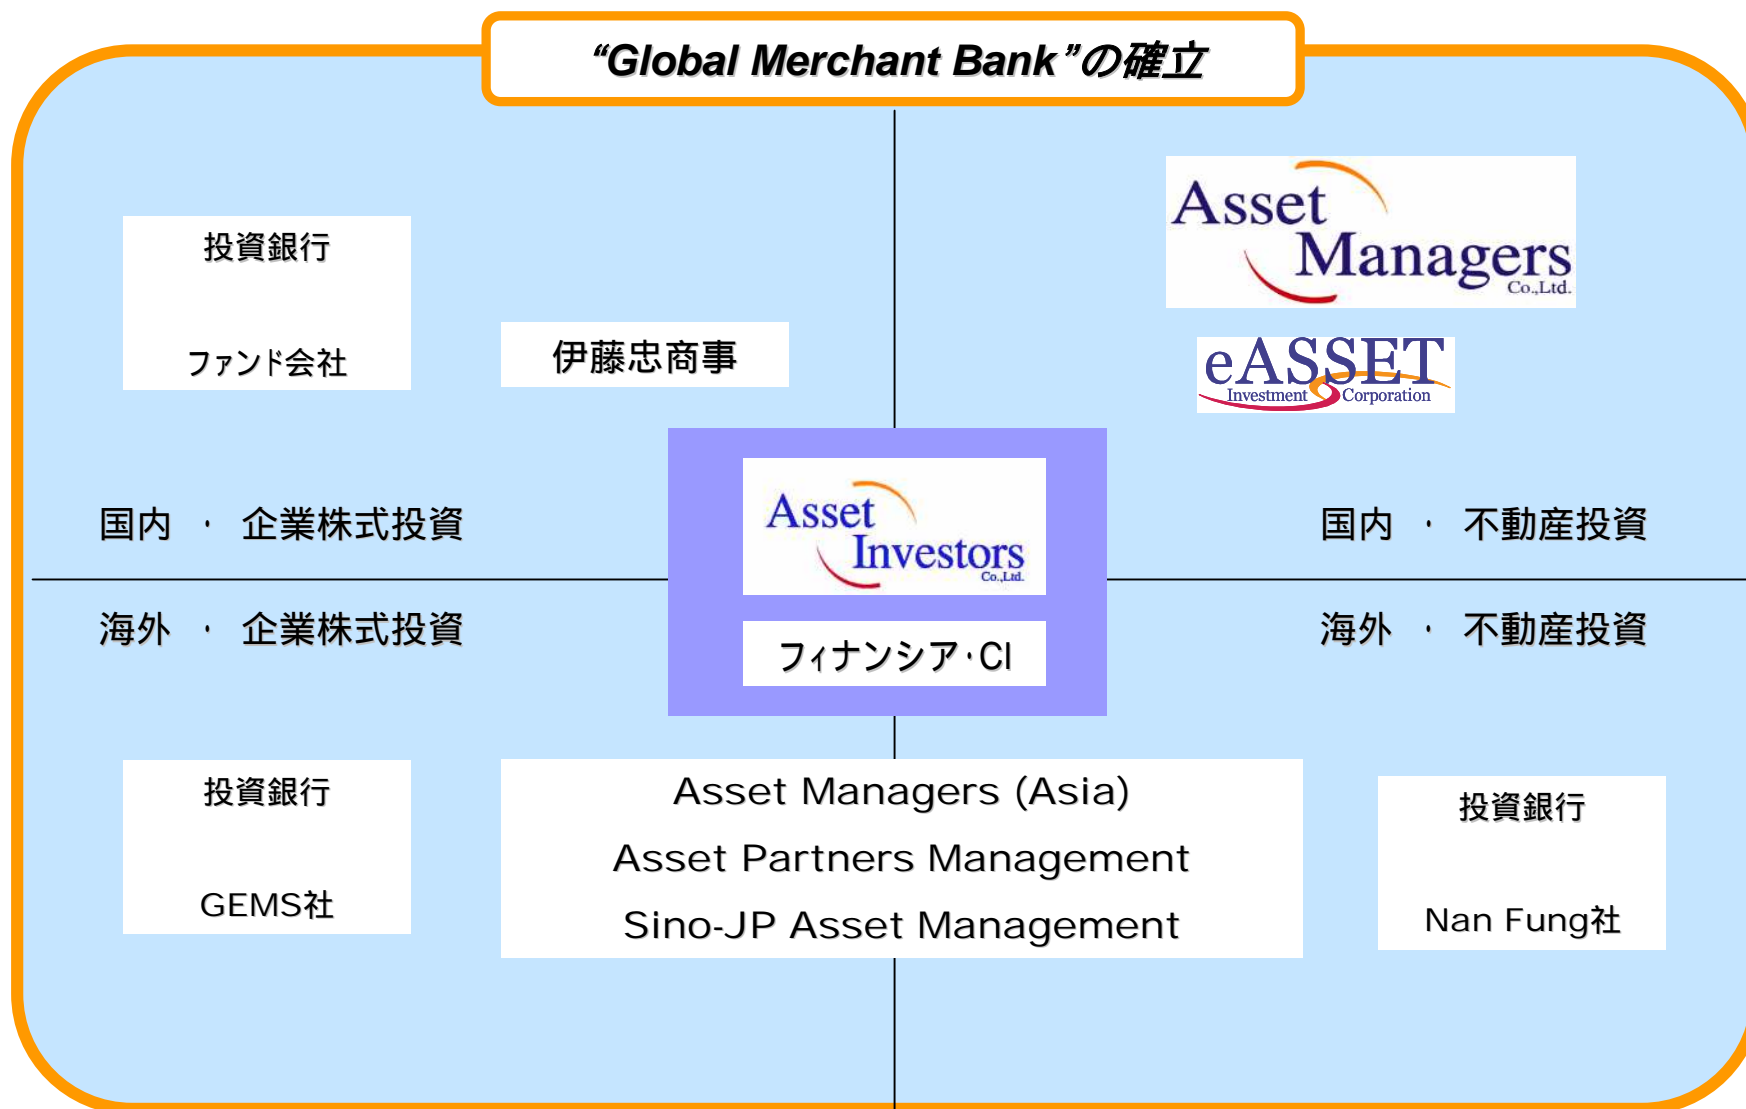 “Global Merchant Bank”の確立
投資銀行
ファンド会社
伊藤忠商事
Asset
Managers
Co.,Ltd.
eASSET
Investment Corporation
国内 ・ 企業株式投資
国内 ・ 不動産投資
Asset
Investors
Co.,Ltd.
フィナンシア・CI
海外 ・ 企業株式投資
海外 ・ 不動産投資
投資銀行
GEMS社
Asset Managers (Asia)
Asset Partners Management
Sino-JP Asset Management
投資銀行
Nan Fung社